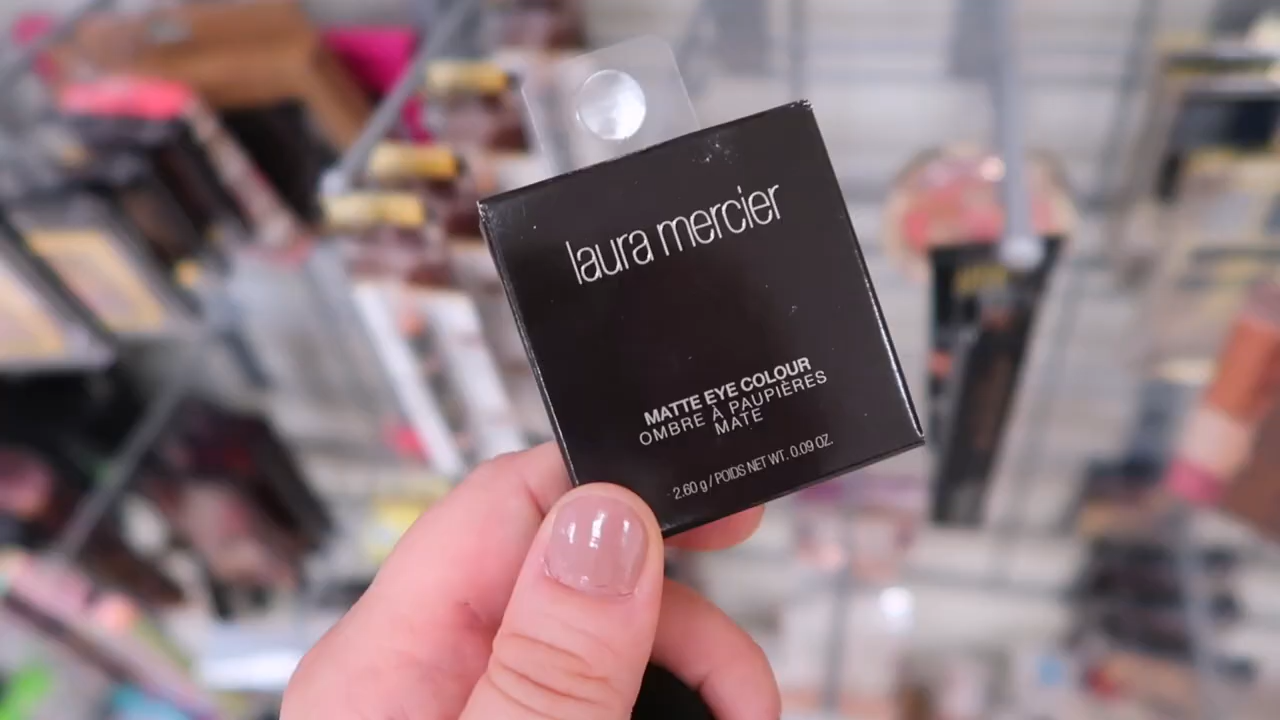 laura mercier
MATTE EYE COLOUR
OMBRE À PAUPIÈRES
MATE
2.60 g / POIDS NET WT. 0.09 OZ.